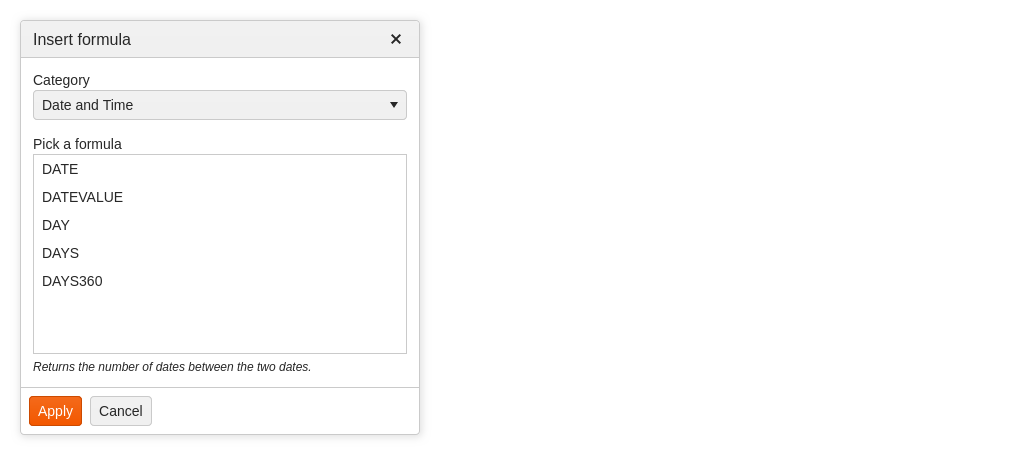 Insert formula
Category
Date and Time
Pick a formula
DATE
DATEVALUE
DAY
DAYS
DAYS360
Returns the number of dates between the two dates.
Apply Cancel